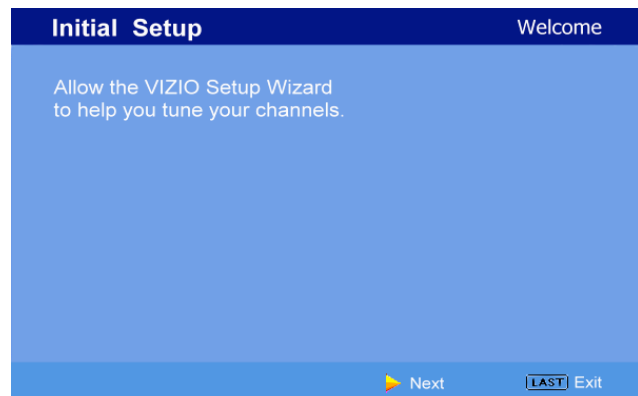 Initial Setup Welcome
Allow the VIZIO Setup Wizard
to help you tune your channels.
Next LAST Exit